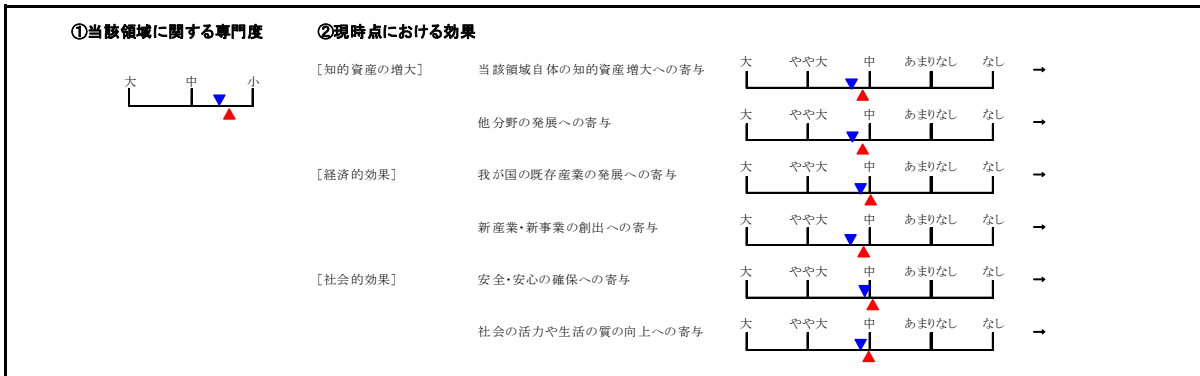 ①当該領域に関する専門度
②現時点における効果
大 中 小
[知的資産の増大]
当該領域自体の知的資産増大への寄与
大 やや大 中 あまりなし なし
→
他分野の発展への寄与
大 やや大 中 あまりなし なし
→
[経済的効果]
我が国の既存産業の発展への寄与
大 やや大 中 あまりなし なし
→
新産業・新事業の創出への寄与
大 やや大 中 あまりなし なし
→
[社会的効果]
安全・安心の確保への寄与
大 やや大 中 あまりなし なし
→
社会の活力や生活の質の向上への寄与
大 やや大 中 あまりなし なし
→